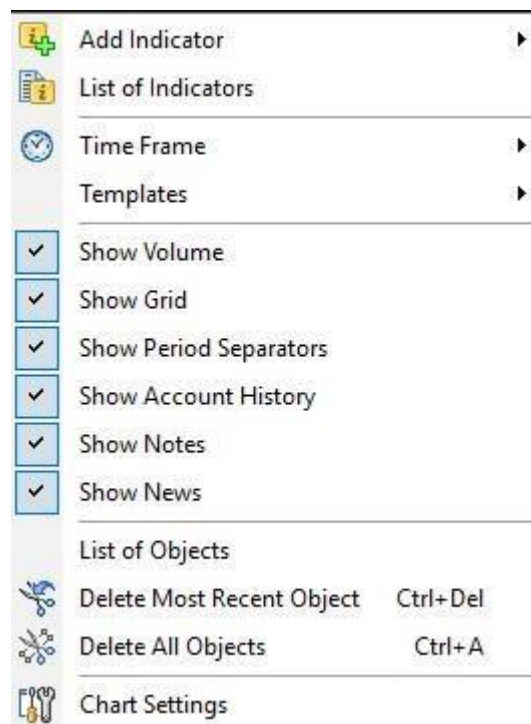 Add Indicator
List of Indicators
Time Frame
Templates
Show Volume
Show Grid
Show Period Separators
Show Account History
Show Notes
Show News
List of Objects
Delete Most Recent Object Ctrl+Del
Delete All Objects Ctrl+A
Chart Settings